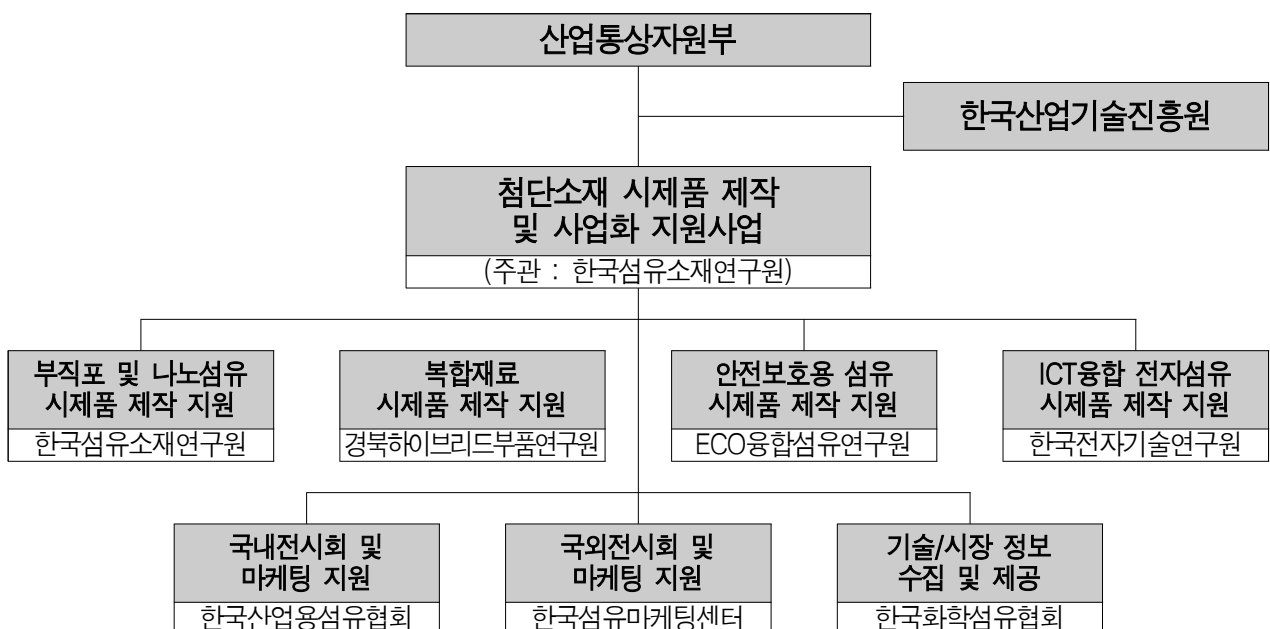 산업통상자원부
한국산업기술진흥원
첨단소재 시제품 제작
및 사업화 지원사업
(주관 : 한국섬유소재연구원)
부직포 및 나노섬유
시제품 제작 지원
한국섬유소재연구원
복합재료
시제품 제작 지원
경북하이브리드부품연구원
안전보호용 섬유
시제품 제작 지원
ECO융합섬유연구원
ICT융합 전자섬유
시제품 제작 지원
한국전자기술연구원
국내전시회 및
마케팅 지원
한국산업용섬유협회
국외전시회 및
마케팅 지원
한국섬유마케팅센터
기술/시장 정보
수집 및 제공
한국화학섬유협회